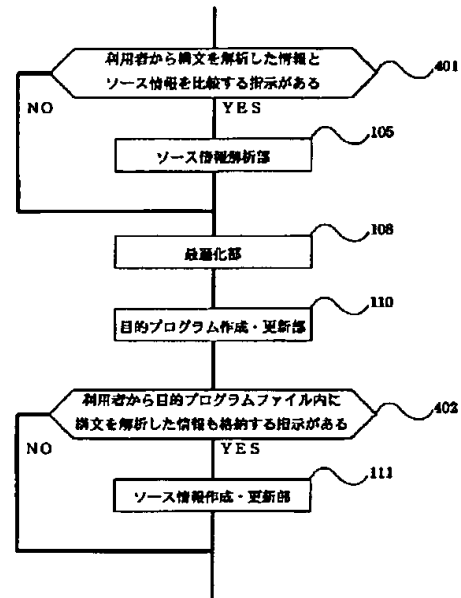 利用者から構文を解析した情報と
ソース情報を比較する指示がある
401
NO
YES
105
ソース情報解析部
108
最適化部
110
目的プログラム作成・更新部
利用者から目的プログラムファイル内に
構文を解析した情報も格納する指示がある
402
NO
YES
111
ソース情報作成・更新部